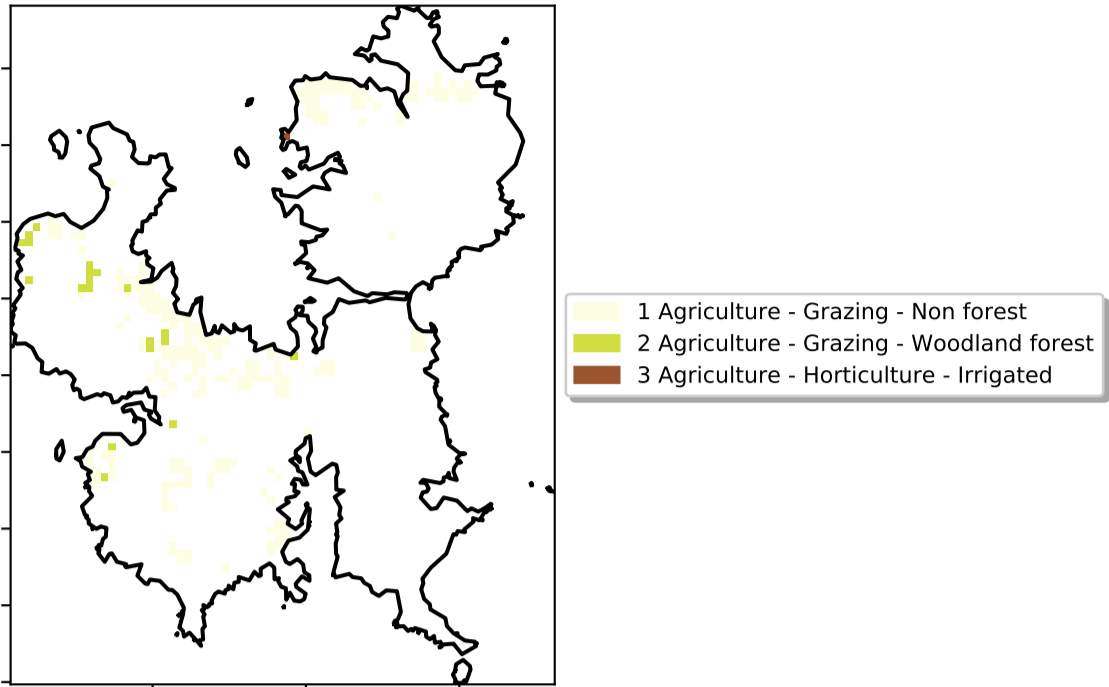 1 Agriculture - Grazing - Non forest
2 Agriculture - Grazing - Woodland forest
3 Agriculture - Horticulture - Irrigated